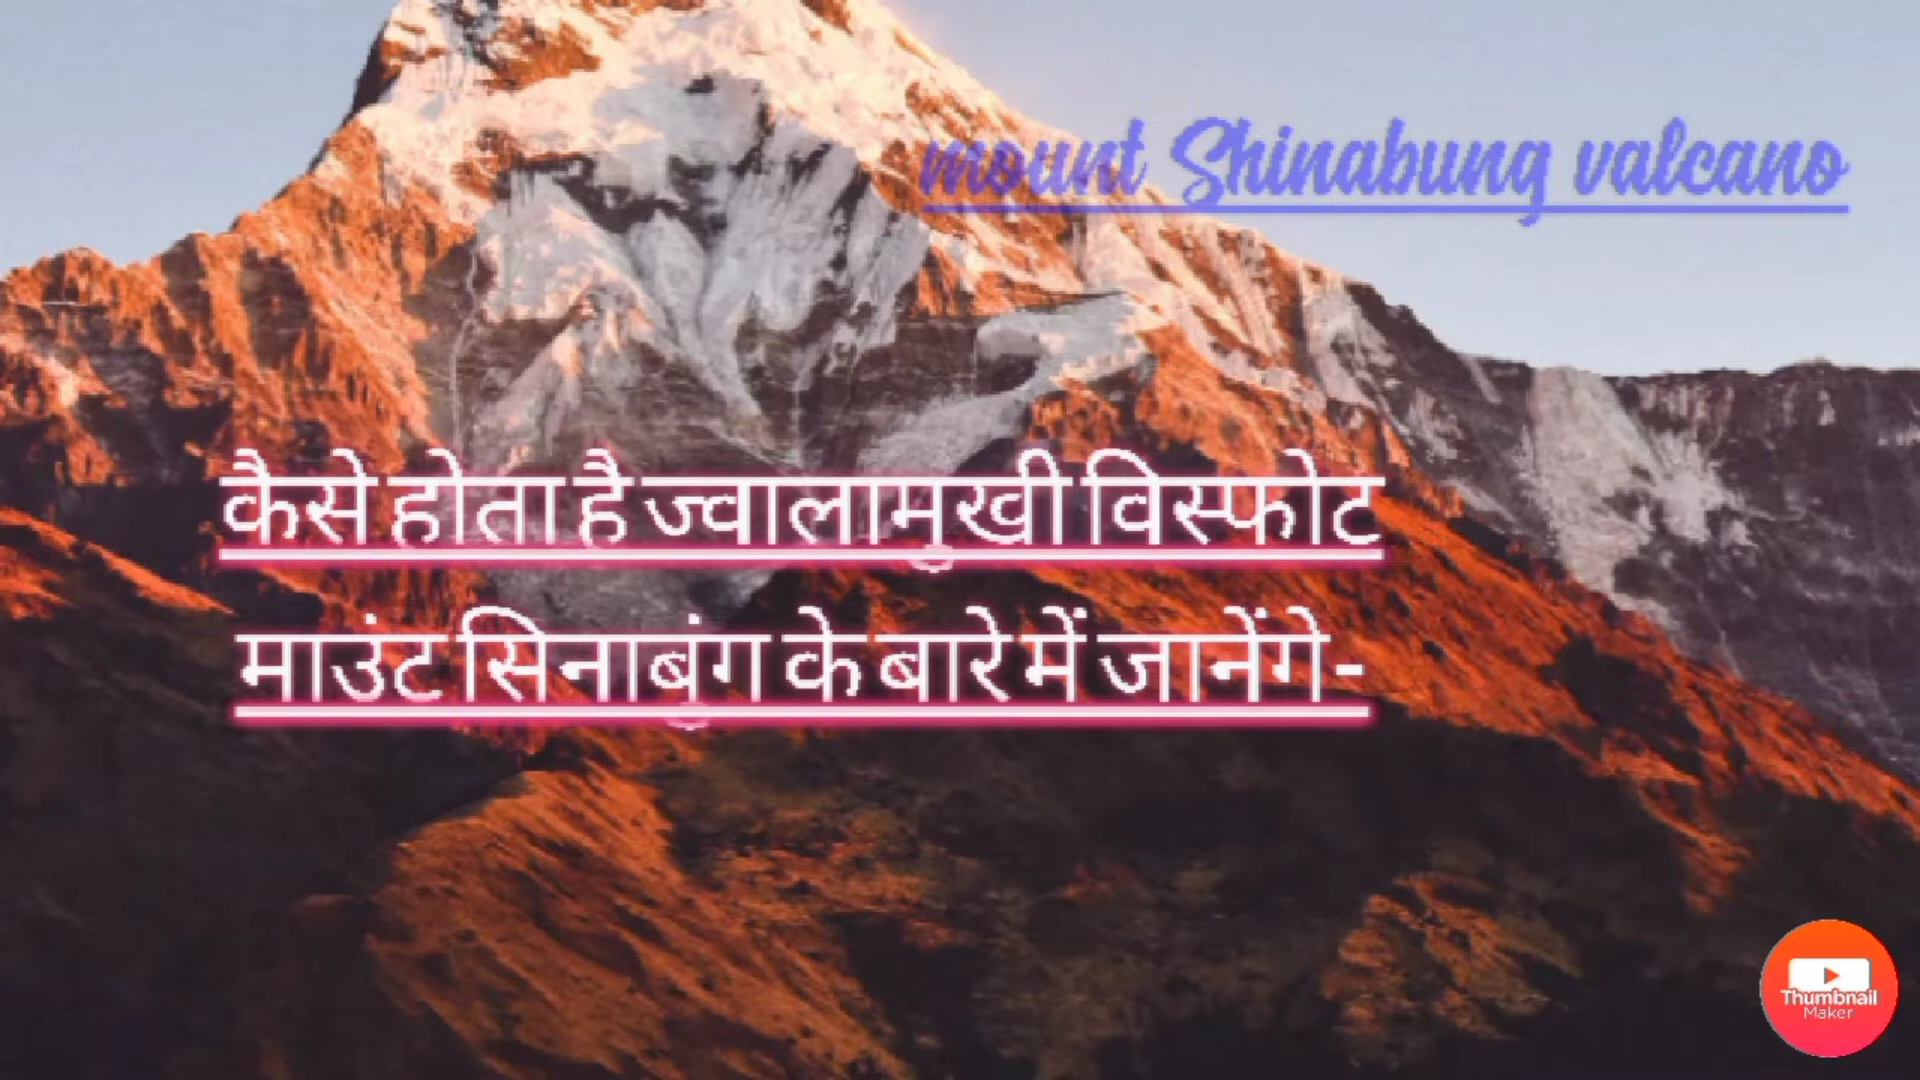 mount Shinabung valcano
कैसे होता है ज्वालामुखी विस्फोट
माउंट सिनाबुंग के बारे में जानेंगे-
Thumbnail
Maker